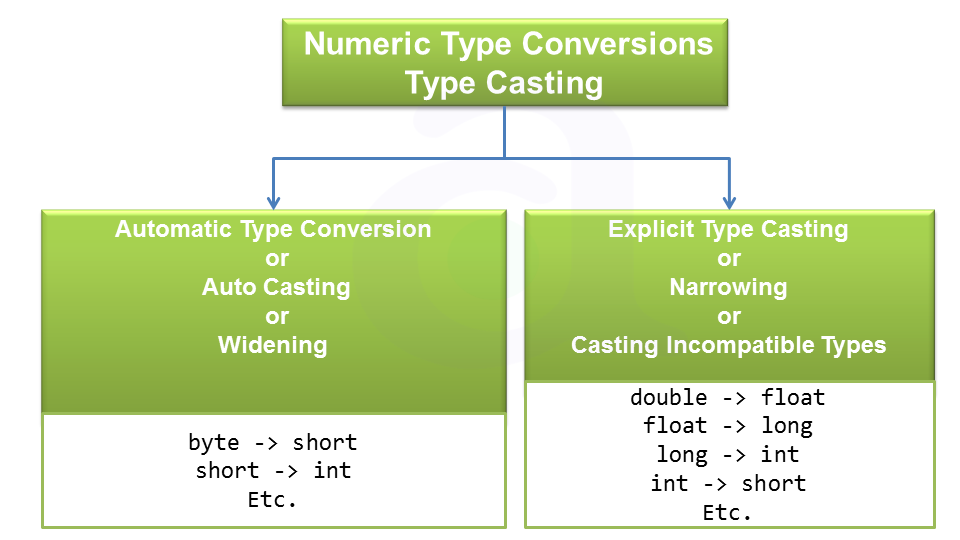 Numeric Type Conversions
Type Casting
Automatic Type Conversion
or
Auto Casting
or
Widening
byte -> short
short -> int
Etc.
Explicit Type Casting
or
Narrowing
or
Casting Incompatible Types
double -> float
float -> long
long -> int
int -> short
Etc.